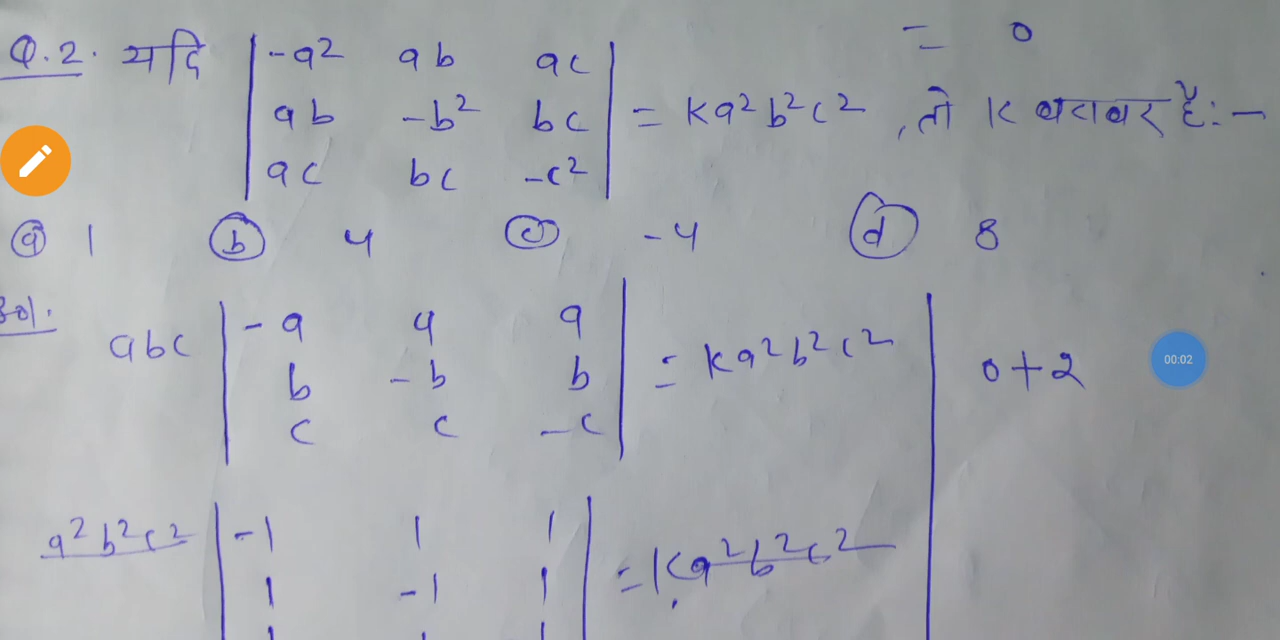 = 0
Q.2. यदि | -a² ab ac |
| ab -b² bc | = Ka²b²c² , तो K बराबर है:-
| ac bc -c² |
(a) 1 (b) 4 (c) -4 (d) 8
Sol.
abc | -a a a |
| b -b b | = Ka²b²c² | 0+2
| c c -c |
00:02
a²b²c² | -1 1 1 |
| 1 -1 1 | = Ka²b²c²